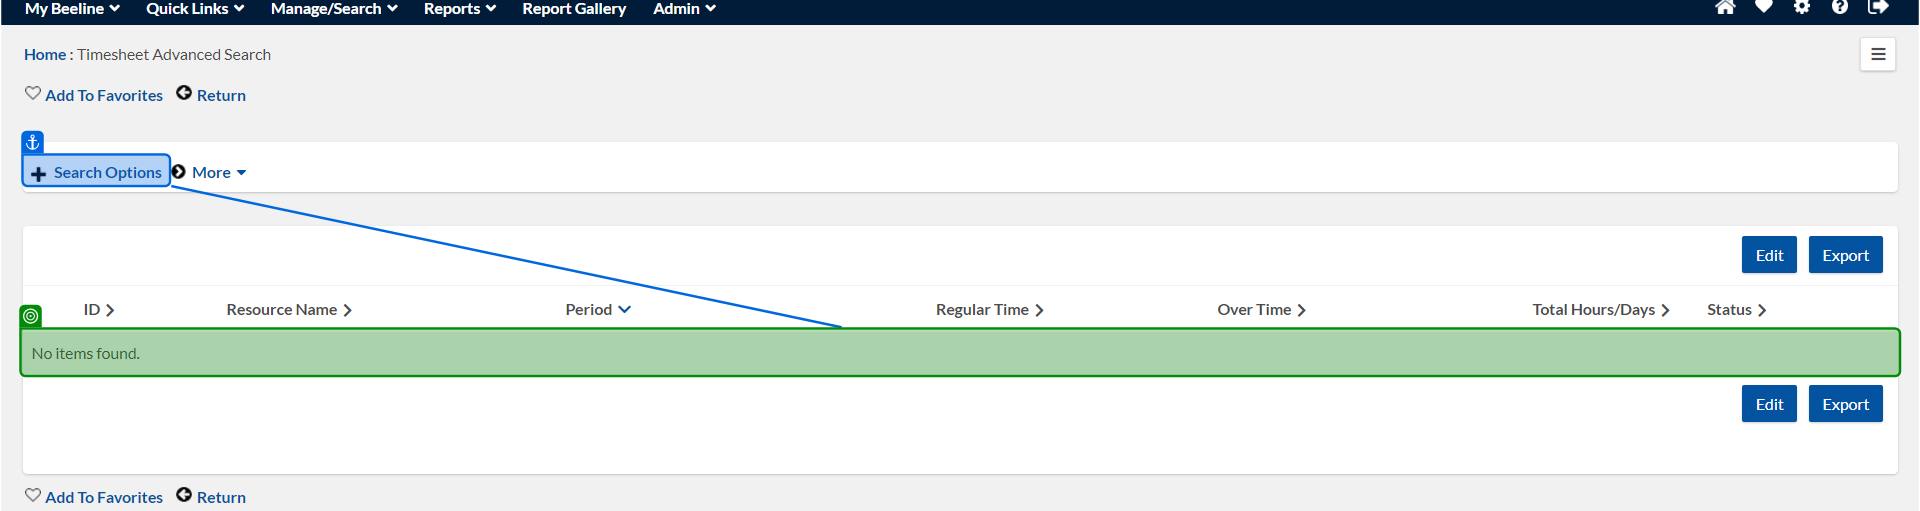 My Beeline Quick Links Manage/Search Reports Report Gallery Admin
Home : Timesheet Advanced Search
Add To Favorites Return
Search Options More
Edit Export
ID Resource Name Period Regular Time Over Time Total Hours/Days Status
No items found.
Edit Export
Add To Favorites Return